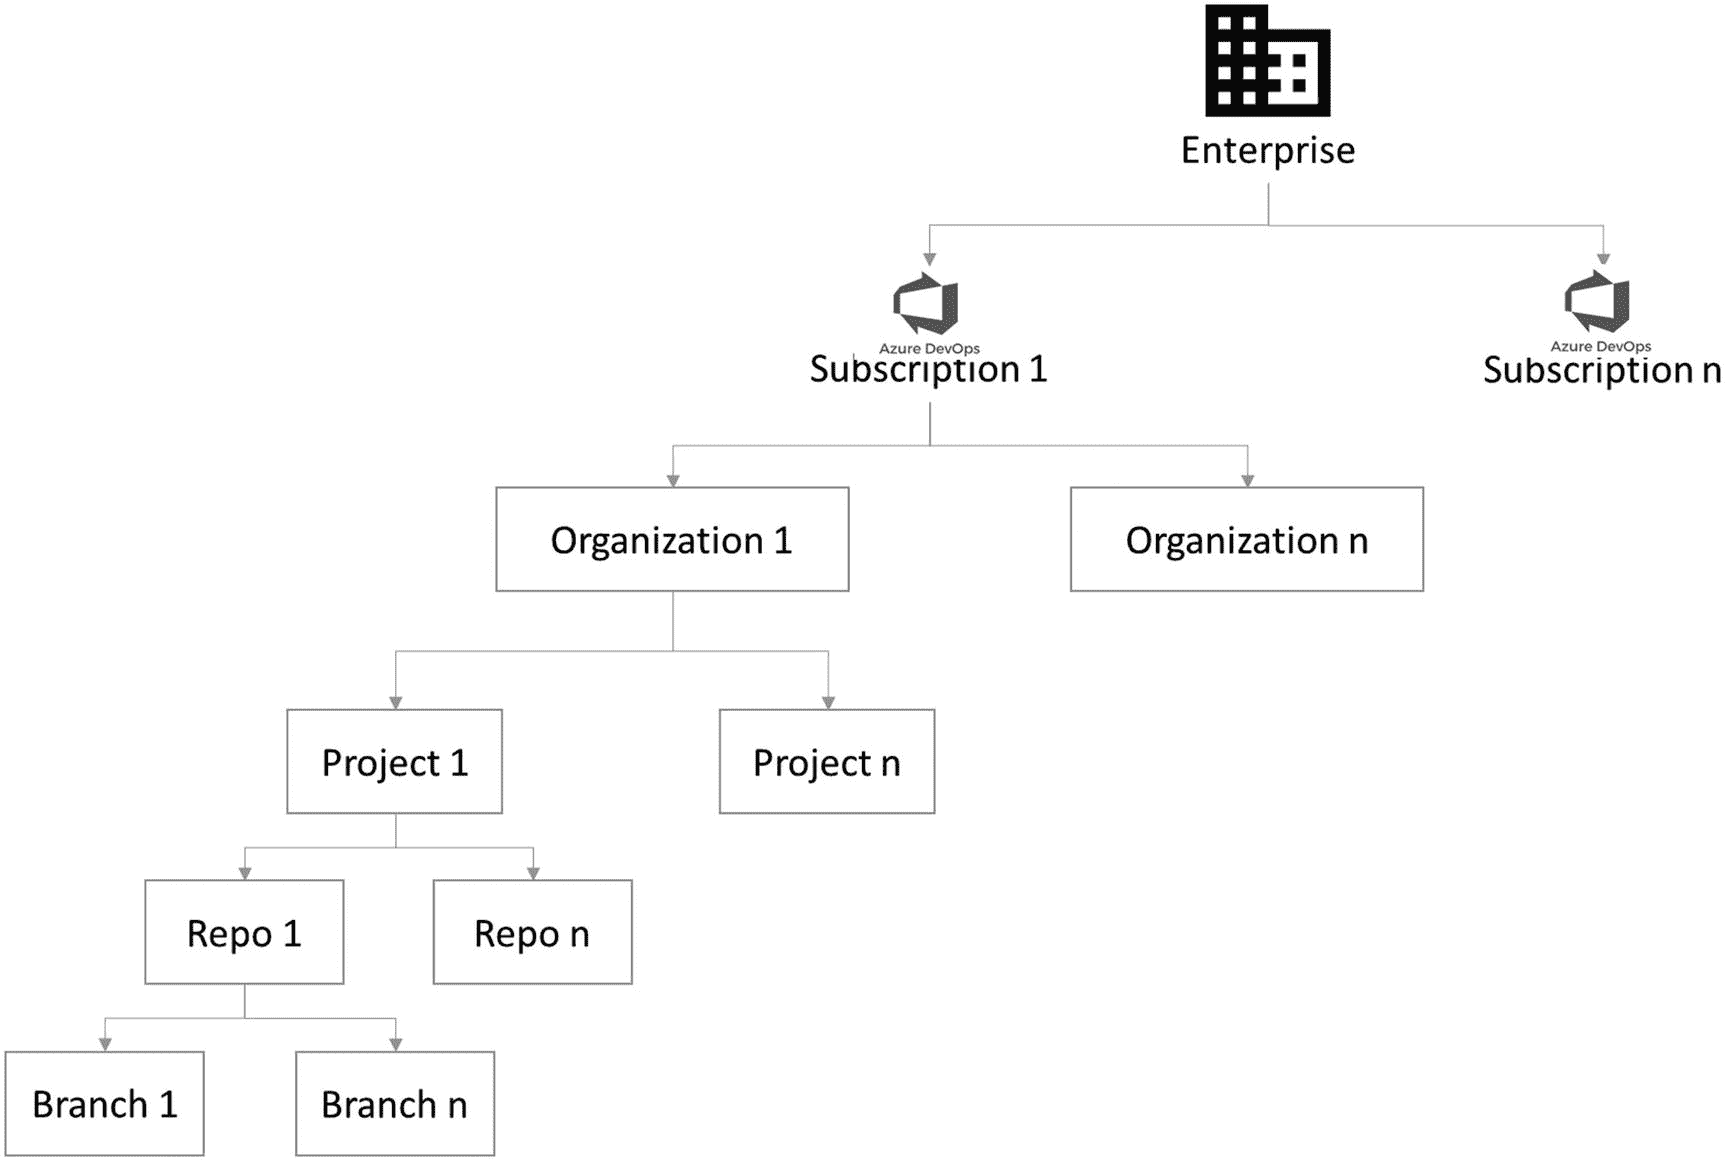 Enterprise
Azure DevOps
Subscription 1
Azure DevOps
Subscription n
Organization 1
Organization n
Project 1
Project n
Repo 1
Repo n
Branch 1
Branch n